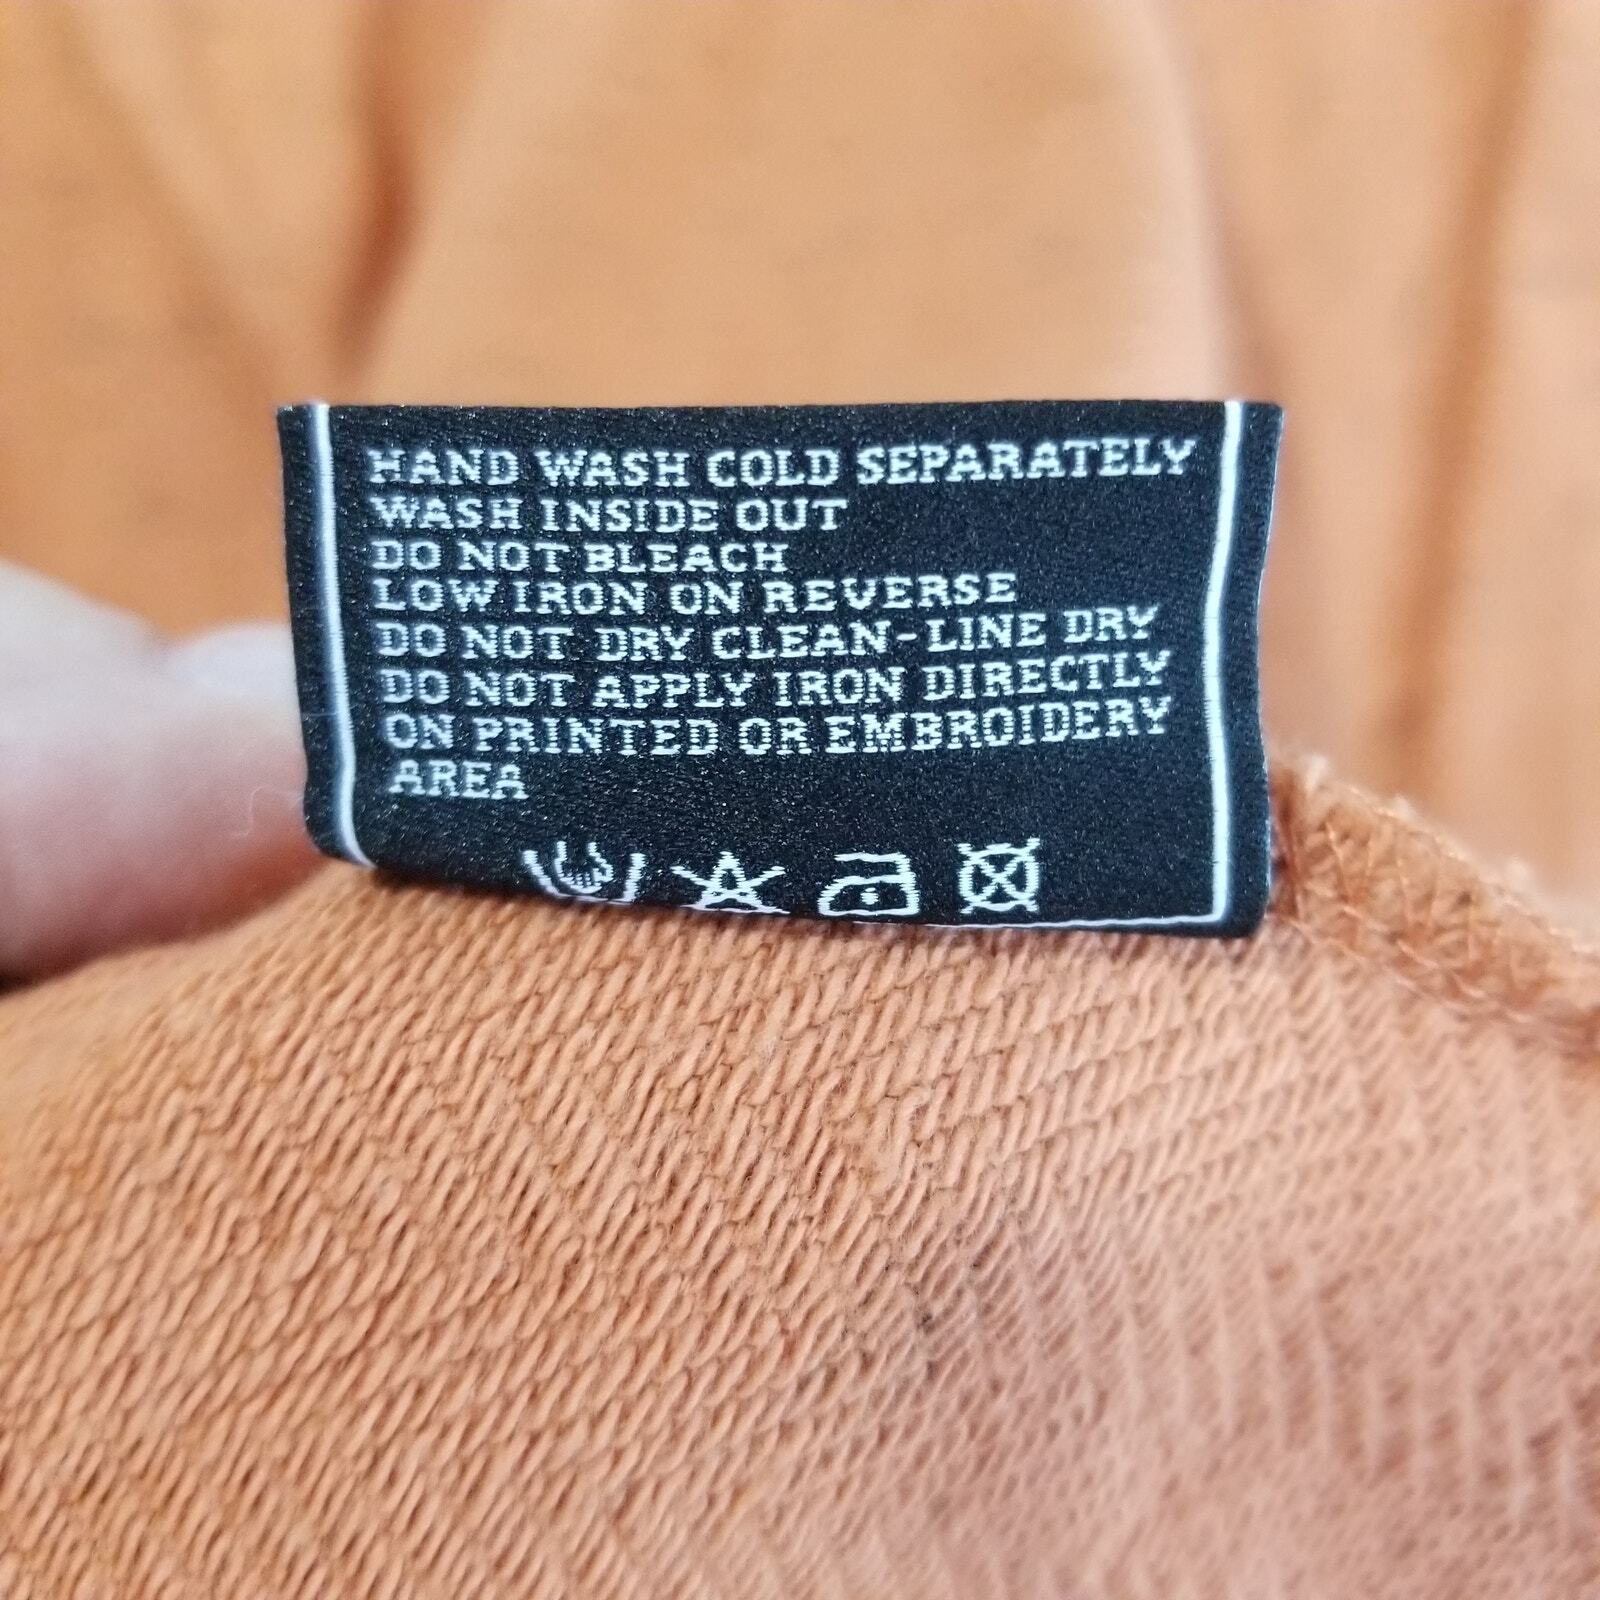 HAND WASH COLD SEPARATELY
WASH INSIDE OUT
DO NOT BLEACH
LOW IRON ON REVERSE
DO NOT DRY CLEAN-LINE DRY
DO NOT APPLY IRON DIRECTLY
ON PRINTED OR EMBROIDERY
AREA